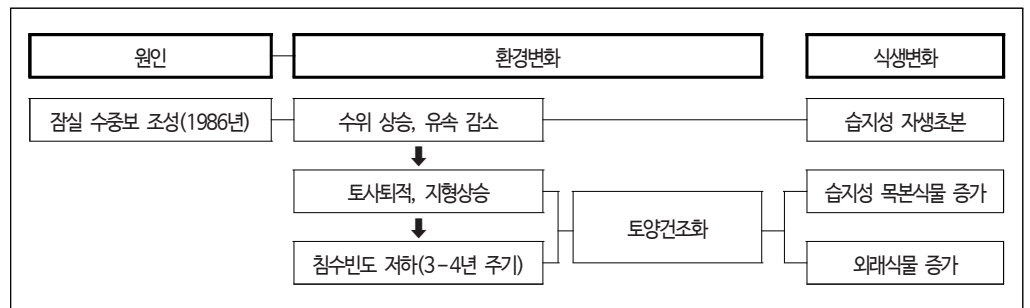 원인
환경변화
식생변화
잠실 수중보 조성(1986년)
수위 상승, 유속 감소
습지성 자생초본
토사퇴적, 지형상승
토양건조화
습지성 목본식물 증가
침수빈도 저하(3-4년 주기)
외래식물 증가